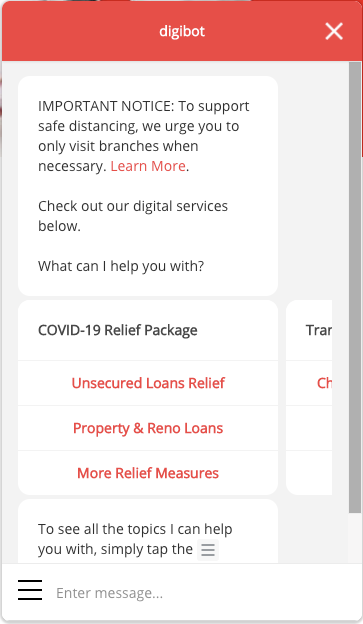 digibot
IMPORTANT NOTICE: To support
safe distancing, we urge you to
only visit branches when
necessary. Learn More.
Check out our digital services
below.
What can I help you with?
COVID-19 Relief Package
Tran
Unsecured Loans Relief
Ch
Property & Reno Loans
More Relief Measures
To see all the topics I can help
you with, simply tap the
Enter message...